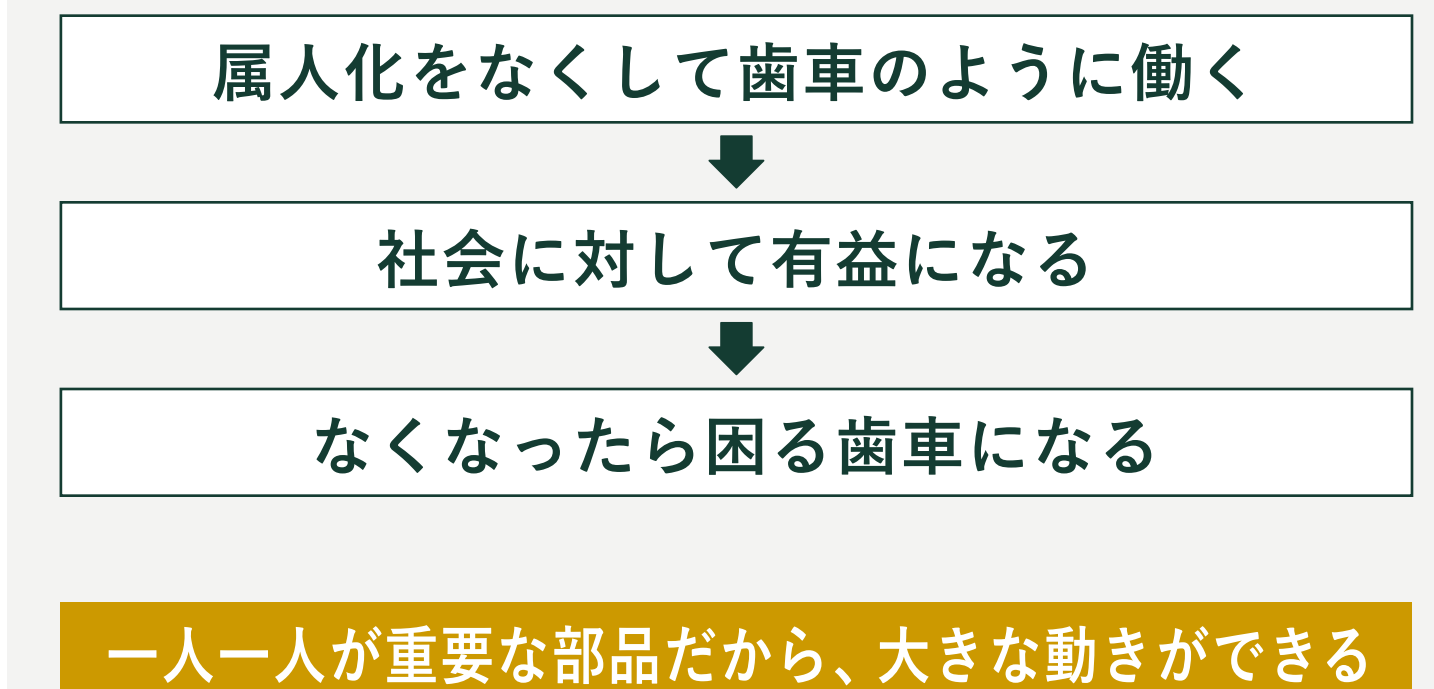 属人化をなくして歯車のように働く
社会に対して有益になる
なくなったら困る歯車になる
一人一人が重要な部品だから、大きな動きができる